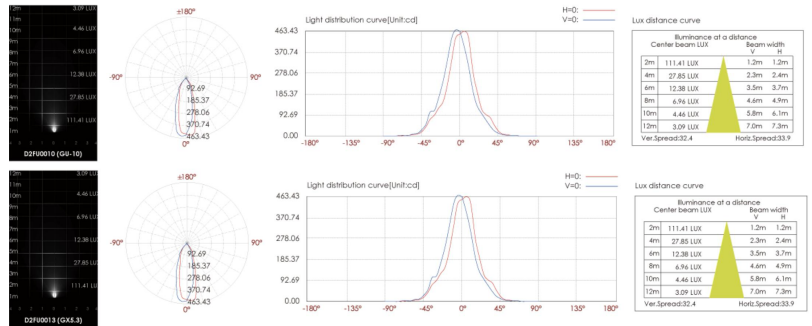 12m 3.09 LUX
11m
10m 4.46 LUX
9m
8m 6.96 LUX
7m
6m 12.38 LUX
5m
4m 27.85 LUX
3m
2m 111.41 LUX
1m
D2FU0010 (GU-10)
±180°
-90° 90°
92.69
185.37
278.06
370.74
463.43
0°
Light distribution curve[Unit:cd]
H=0:
V=0:
463.43
370.74
278.06
185.37
92.69
0.00
-180° -135° -90° -45° 0° 45° 90° 135° 180°
Lux distance curve
Illuminance at a distance
Center beam LUX Beam width
V H
2m 111.41 LUX 1.2m 1.2m
4m 27.85 LUX 2.3m 2.4m
6m 12.38 LUX 3.5m 3.7m
8m 6.96 LUX 4.6m 4.9m
10m 4.46 LUX 5.8m 6.1m
12m 3.09 LUX 7.0m 7.3m
Ver.Spread:32.4 Horiz.Spread:33.9
12m 3.09 LUX
11m
10m 4.46 LUX
9m
8m 6.96 LUX
7m
6m 12.38 LUX
5m
4m 27.85 LUX
3m
2m 111.41 LUX
1m
D2FU0013 (GX5.3)
±180°
-90° 90°
92.69
185.37
278.06
370.74
463.43
0°
Light distribution curve[Unit:cd]
H=0:
V=0:
463.43
370.74
278.06
185.37
92.69
0.00
-180° -135° -90° -45° 0° 45° 90° 135° 180°
Lux distance curve
Illuminance at a distance
Center beam LUX Beam width
V H
2m 111.41 LUX 1.2m 1.2m
4m 27.85 LUX 2.3m 2.4m
6m 12.38 LUX 3.5m 3.7m
8m 6.96 LUX 4.6m 4.9m
10m 4.46 LUX 5.8m 6.1m
12m 3.09 LUX 7.0m 7.3m
Ver.Spread:32.4 Horiz.Spread:33.9